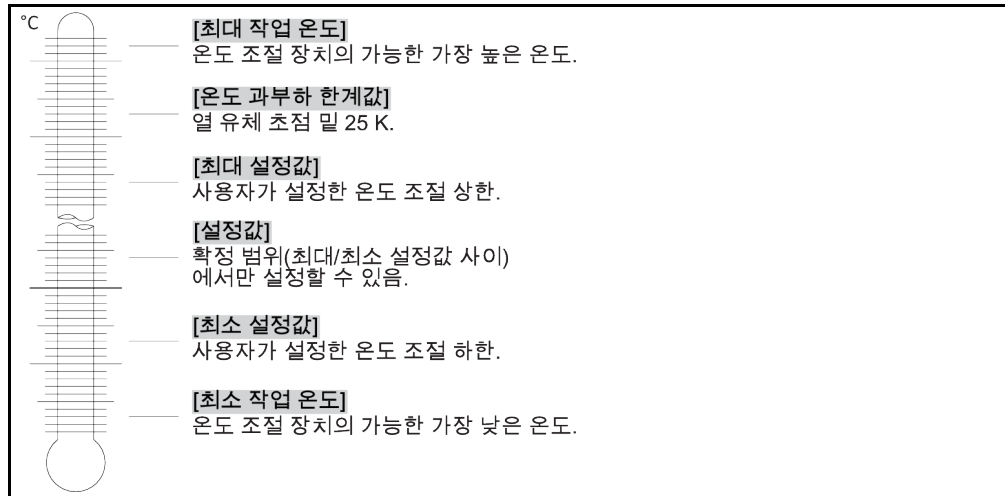 °C
[최대 작업 온도]
온도 조절 장치의 가능한 가장 높은 온도.
[온도 과부하 한계값]
열 유체 초점 밑 25 K.
[최대 설정값]
사용자가 설정한 온도 조절 상한.
[설정값]
확정 범위(최대/최소 설정값 사이)
에서만 설정할 수 있음.
[최소 설정값]
사용자가 설정한 온도 조절 하한.
[최소 작업 온도]
온도 조절 장치의 가능한 가장 낮은 온도.